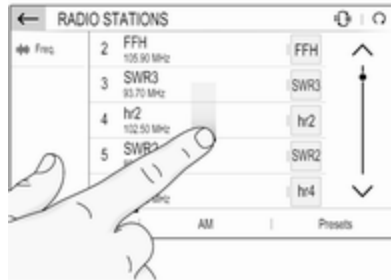 RADIO STATIONS
Freq.
2 FFH FFH
105.90 MHz
3 SWR3 SWR3
93.70 MHz
4 hr2 hr2
102.50 MHz
5 SWR2 SWR2
hr4
MHz
AM Presets